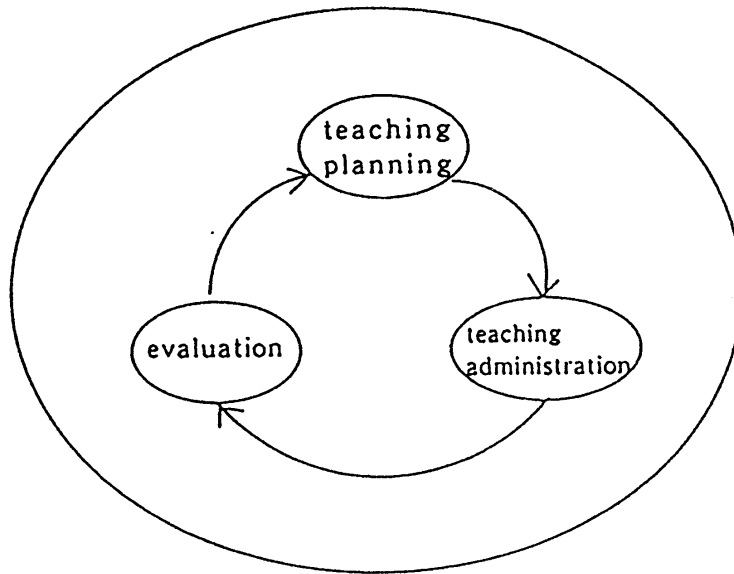 teaching
planning
evaluation
teaching
administration